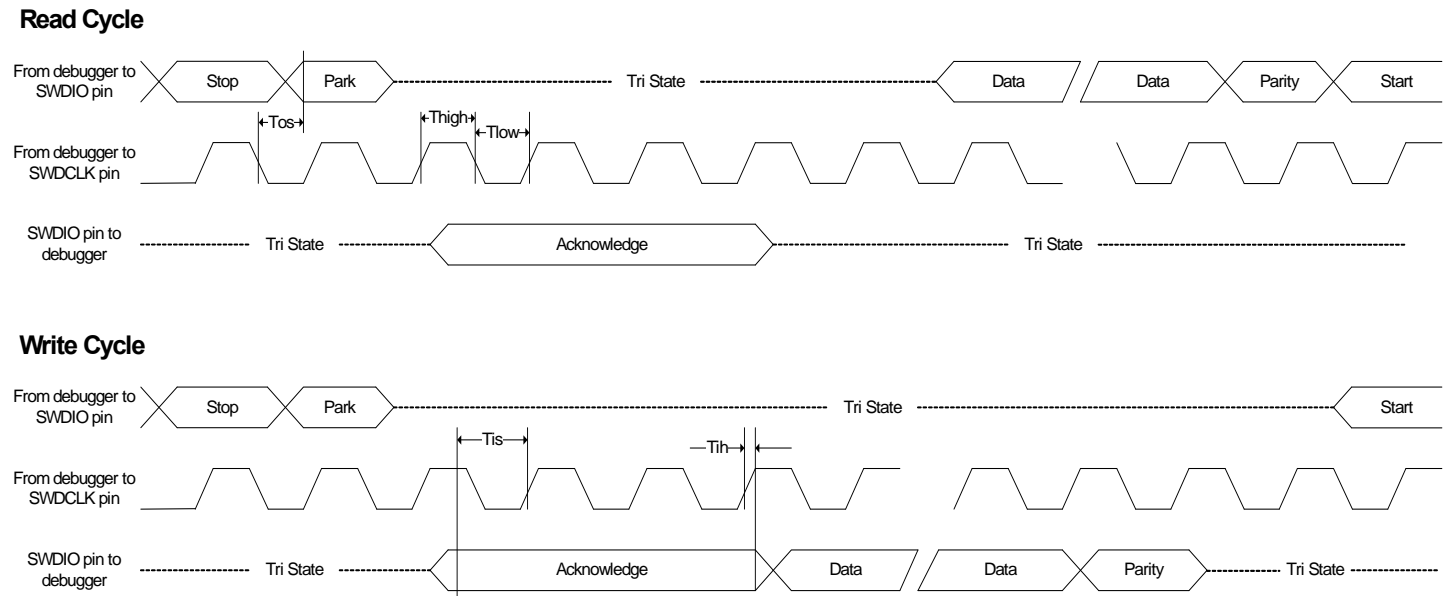 Read Cycle
From debugger to
SWDIO pin
Stop
Park
Tri State
Data
Data
Parity
Start
Tos
Thigh
Tlow
From debugger to
SWDCLK pin
SWDIO pin to
debugger
Tri State
Acknowledge
Tri State
Write Cycle
From debugger to
SWDIO pin
Stop
Park
Tri State
Start
Tis
Tih
From debugger to
SWDCLK pin
SWDIO pin to
debugger
Tri State
Acknowledge
Data
Data
Parity
Tri State